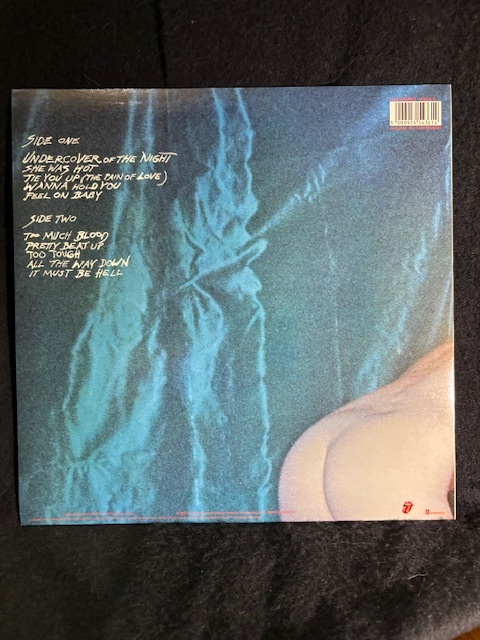 SIDE ONE
UNDERCOVER OF THE NIGHT
SHE WAS HOT
TIE YOU UP (THE PAIN OF LOVE)
WANNA HOLD YOU
FEEL ON BABY
SIDE TWO
TOO MUCH BLOOD
PRETTY BEAT UP
TOO TOUGH
ALL THE WAY DOWN
IT MUST BE HELL